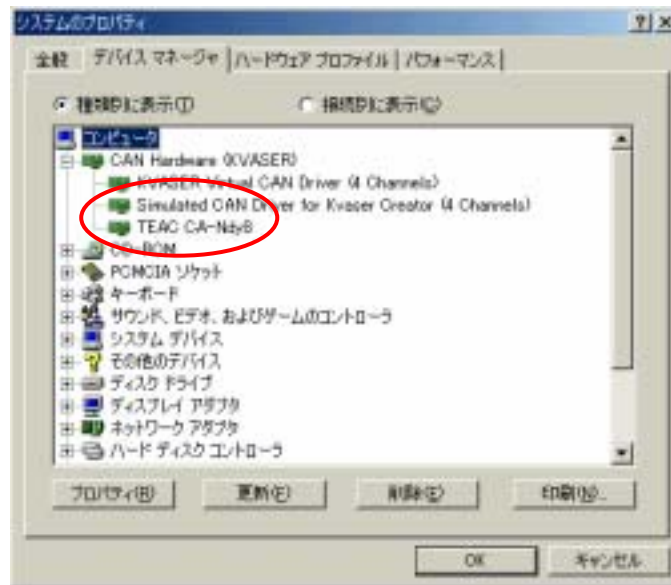 システムのプロパティ
全般 デバイス マネージャ ハードウェア プロファイル パフォーマンス
種類別に表示(T) 接続別に表示(C)
コンピュータ
CAN Hardware (KVASER)
KVASER Virtual CAN Driver (4 Channels)
Simulated CAN Driver for Kvaser Creator (4 Channels)
TEAC CA-NdyB
CD-ROM
PCMCIA ソケット
キーボード
サウンド、ビデオ、およびゲームのコントローラ
システム デバイス
その他のデバイス
ディスク ドライブ
ディスプレイ アダプタ
ネットワーク アダプタ
ハード ディスク コントローラ
プロパティ(R) 更新(F) 削除(E) 印刷(N)...
OK キャンセル